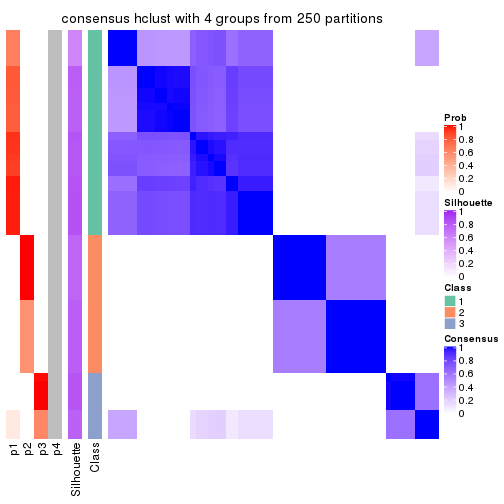 consensus hclust with 4 groups from 250 partitions
Prob
1
0.8
0.6
0.4
0.2
0
Silhouette
1
0.8
0.6
0.4
0.2
0
Class
1
2
3
Consensus
1
0.8
0.6
0.4
0.2
0
p1
p2
p3
p4
Silhouette
Class